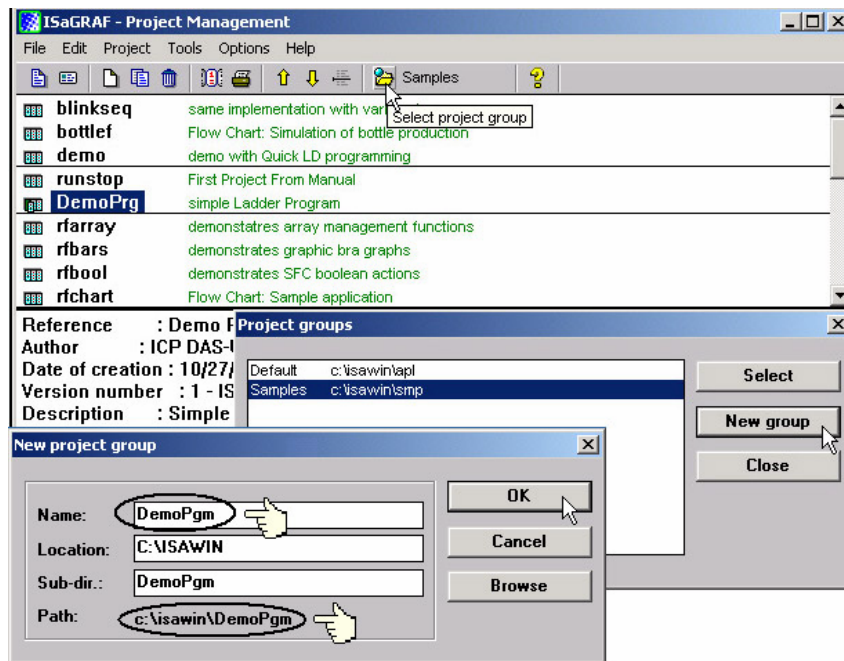 ISaGRAF - Project Management
File Edit Project Tools Options Help
Samples
blinkseq same implementation with
Select project group
bottlef Flow Chart: Simulation of bottle production
demo demo with Quick LD programming
runstop First Project From Manual
DemoPrg simple Ladder Program
rfarray demonstatres array management functions
rfbars demonstrates graphic bra graphs
rfbool demonstrates SFC boolean actions
rfchart Flow Chart: Sample application
Reference : Demo
Author : ICP DAS-
Date of creation : 10/27/
Version number : 1 - IS
Description : Simple
Project groups
Default c:\isawin\apl
Samples c:\isawin\smp
Select
New group
Close
New project group
Name: DemoPgm
Location: C:\ISAWIN
Sub-dir.: DemoPgm
Path: c:\isawin\DemoPgm
OK
Cancel
Browse